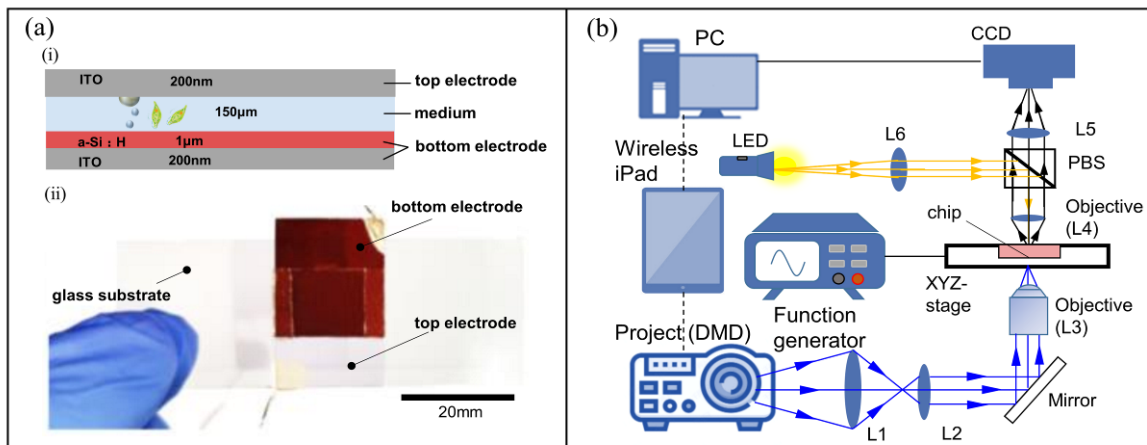 (a)
(i)
ITO 200nm
top electrode
150μm
medium
a-Si : H 1μm
bottom electrode
ITO 200nm
(ii)
bottom electrode
glass substrate
top electrode
20mm
(b)
PC
CCD
LED
L6
L5
PBS
Wireless
iPad
chip
Objective
(L4)
XYZ-
stage
Objective
(L3)
Function
generator
Project (DMD)
Mirror
L1
L2